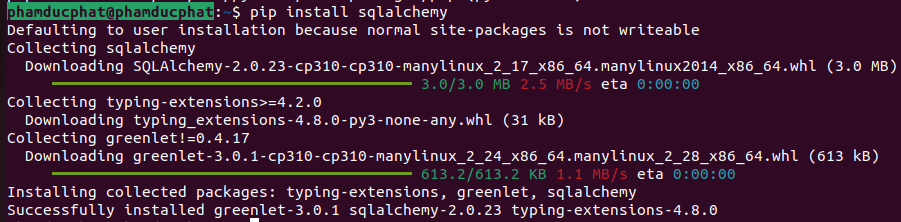 phamducphat@phamducphat:~$ pip install sqlalchemy
Defaulting to user installation because normal site-packages is not writeable
Collecting sqlalchemy
Downloading SQLAlchemy-2.0.23-cp310-cp310-manylinux_2_17_x86_64.manylinux2014_x86_64.whl (3.0 MB)
3.0/3.0 MB 2.5 MB/s eta 0:00:00
Collecting typing-extensions>=4.2.0
Downloading typing_extensions-4.8.0-py3-none-any.whl (31 kB)
Collecting greenlet!=0.4.17
Downloading greenlet-3.0.1-cp310-cp310-manylinux_2_24_x86_64.manylinux_2_28_x86_64.whl (613 kB)
613.2/613.2 KB 1.1 MB/s eta 0:00:00
Installing collected packages: typing-extensions, greenlet, sqlalchemy
Successfully installed greenlet-3.0.1 sqlalchemy-2.0.23 typing-extensions-4.8.0